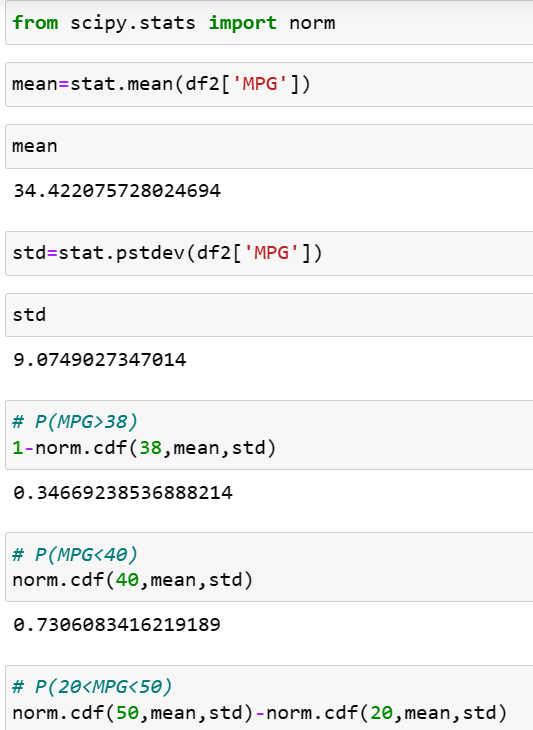 from scipy.stats import norm
mean=stat.mean(df2['MPG'])
mean
34.422075728024694
std=stat.pstdev(df2['MPG'])
std
9.0749027347014
# P(MPG>38)
1-norm.cdf(38,mean,std)
0.34669238536888214
# P(MPG<40)
norm.cdf(40,mean,std)
0.7306083416219189
# P(20<MPG<50)
norm.cdf(50,mean,std)-norm.cdf(20,mean,std)